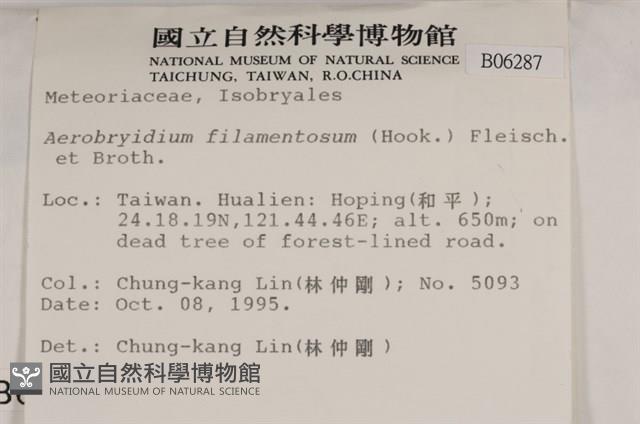 國立自然科學博物館
NATIONAL MUSEUM OF NATURAL SCIENCE
TAICHUNG, TAIWAN, R.O.CHINA
B06287
Meteoriaceae, Isobryales
Aerobryidium filamentosum (Hook.) Fleisch.
et Broth.
Loc.: Taiwan. Hualien: Hoping(和平);
24.18.19N,121.44.46E; alt. 650m; on
dead tree of forest-lined road.
Col.: Chung-kang Lin(林仲剛); No. 5093
Date: Oct. 08, 1995.
Det.: Chung-kang Lin(林仲剛)
國立自然科學博物館
NATIONAL MUSEUM OF NATURAL SCIENCE